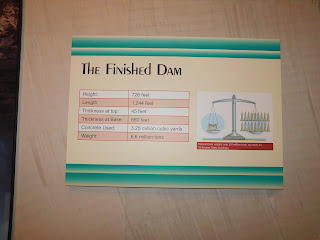 The Finished Dam
Height: 726 feet
Length: 1,244 feet
Thickness at top: 45 feet
Thickness at Base: 660 feet
Concrete Used: 3.25 million cubic yards
Weight: 6.6 million tons